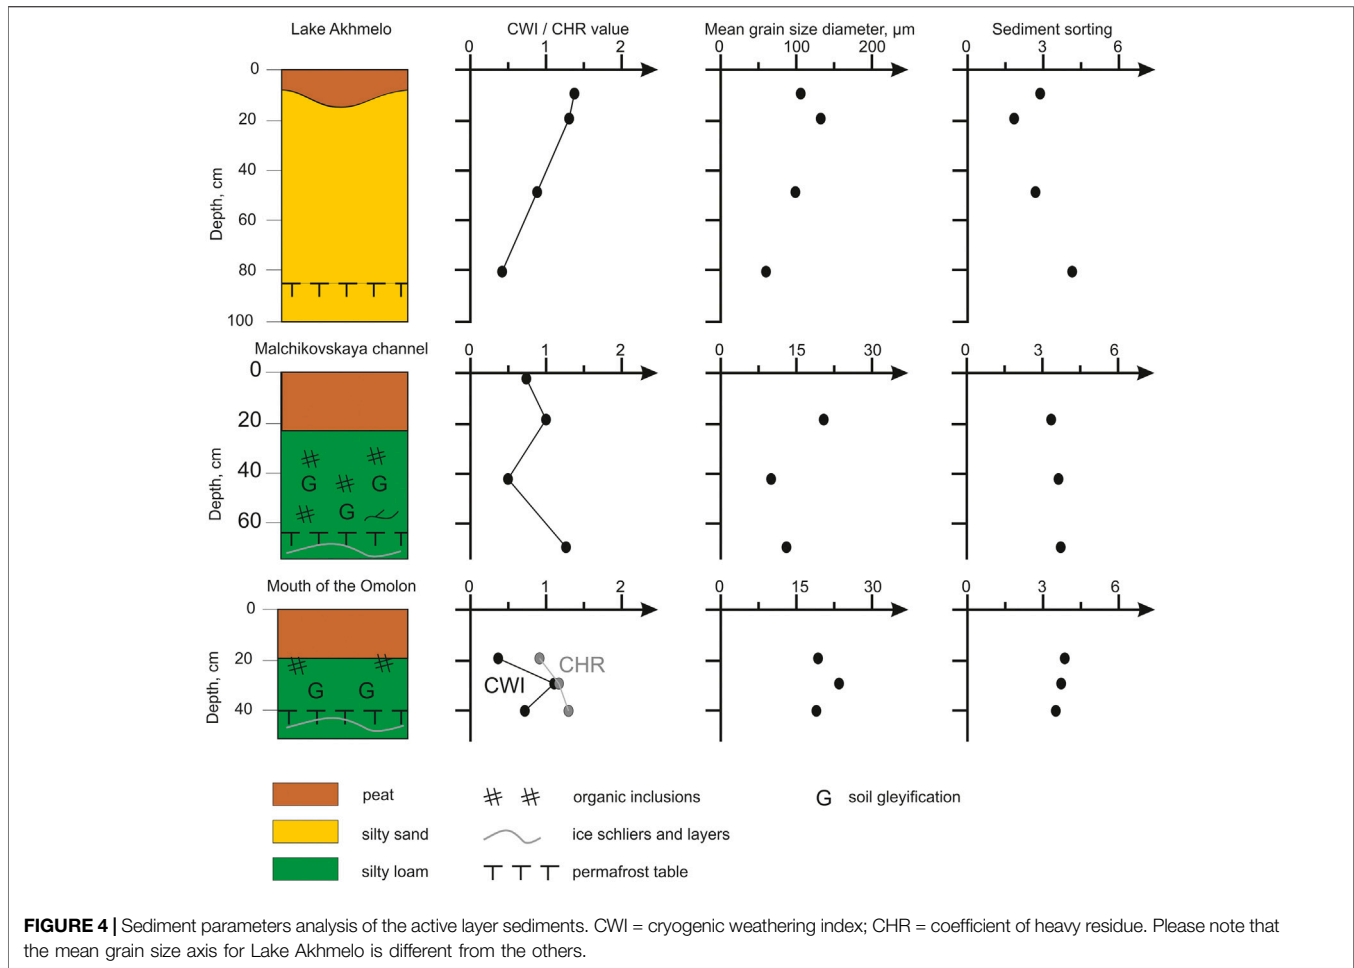 Lake Akhmelo
CWI / CHR value
Mean grain size diameter, µm
Sediment sorting
0 1 2
0 100 200
0 3 6
Depth, cm
0
20
40
60
80
100
Malchikovskaya channel
0 1 2
0 15 30
0 3 6
Depth, cm
0
20
40
60
G G
G
Mouth of the Omolon
0 1 2
0 15 30
0 3 6
Depth, cm
0
20
40
G G
CHR
CWI
peat
organic inclusions
G soil gleyification
silty sand
ice schliers and layers
silty loam
permafrost table
FIGURE 4 | Sediment parameters analysis of the active layer sediments. CWI = cryogenic weathering index; CHR = coefficient of heavy residue. Please note that
the mean grain size axis for Lake Akhmelo is different from the others.